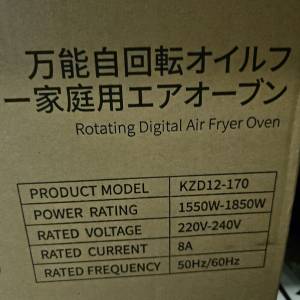 万能自回転オイルフ
ー家庭用エアオーブン
Rotating Digital Air Fryer Oven
PRODUCT MODEL KZD12-170
POWER RATING 1550W-1850W
RATED VOLTAGE 220V-240V
RATED CURRENT 8A
RATED FREQUENCY 50Hz/60Hz